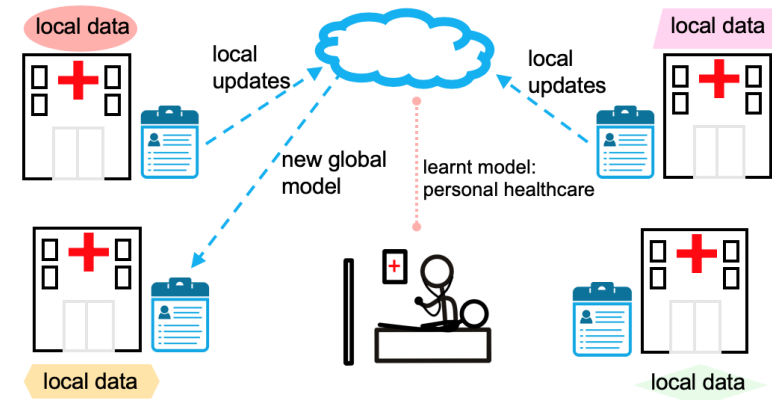 local data
local data
local
updates
local
updates
new global
model
learnt model:
personal healthcare
local data
local data